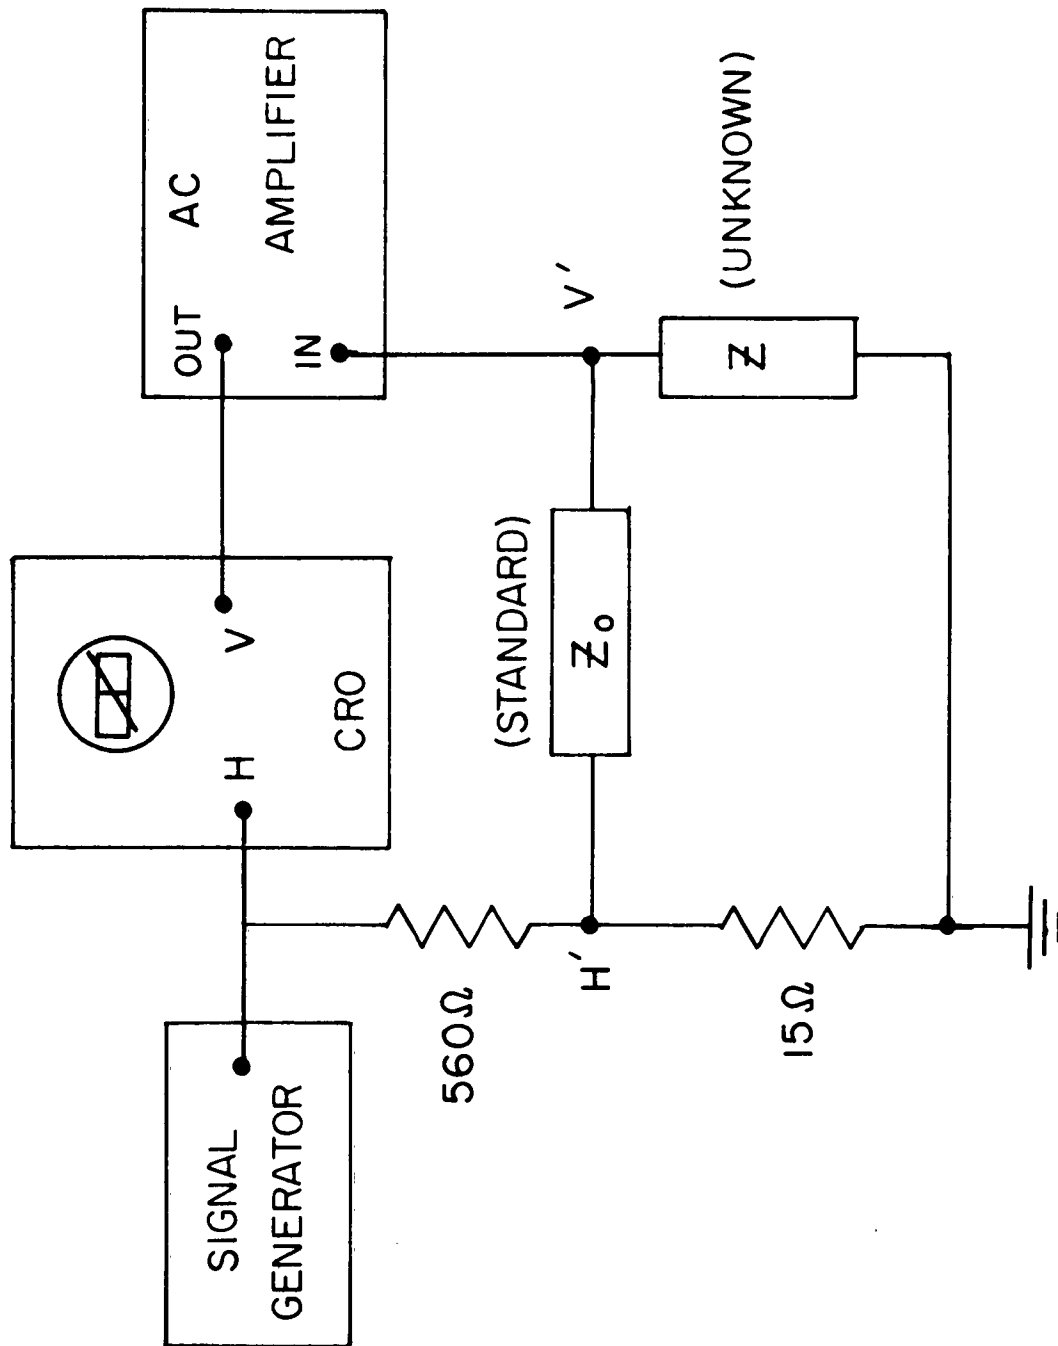 SIGNAL
GENERATOR
H
V
CRO
OUT
AC
IN
AMPLIFIER
560Ω
H′
15Ω
(STANDARD)
Z₀
V′
Z
(UNKNOWN)